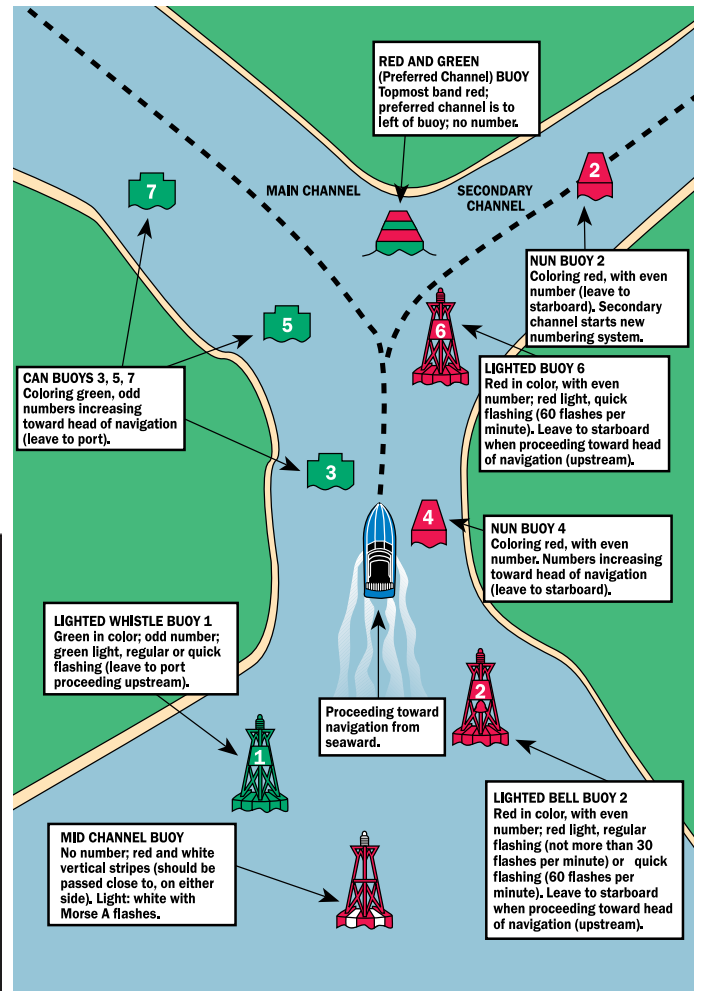 RED AND GREEN
(Preferred Channel) BUOY
Topmost band red;
preferred channel is to
left of buoy; no number.
MAIN CHANNEL
SECONDARY
CHANNEL
2
7
NUN BUOY 2
Coloring red, with even
number (leave to
starboard). Secondary
channel starts new
numbering system.
5
6
CAN BUOYS 3, 5, 7
Coloring green, odd
numbers increasing
toward head of navigation
(leave to port).
LIGHTED BUOY 6
Red in color, with even
number; red light, quick
flashing (60 flashes per
minute). Leave to starboard
when proceeding toward head
of navigation (upstream).
3
4
NUN BUOY 4
Coloring red, with even
number. Numbers increasing
toward head of navigation
(leave to starboard).
LIGHTED WHISTLE BUOY 1
Green in color; odd number;
green light, regular or quick
flashing (leave to port
proceeding upstream).
Proceeding toward
navigation from
seaward.
2
1
LIGHTED BELL BUOY 2
Red in color, with even
number; red light, regular
flashing (not more than 30
flashes per minute) or quick
flashing (60 flashes per
minute). Leave to starboard
when proceeding toward head
of navigation (upstream).
MID CHANNEL BUOY
No number; red and white
vertical stripes (should be
passed close to, on either
side). Light: white with
Morse A flashes.